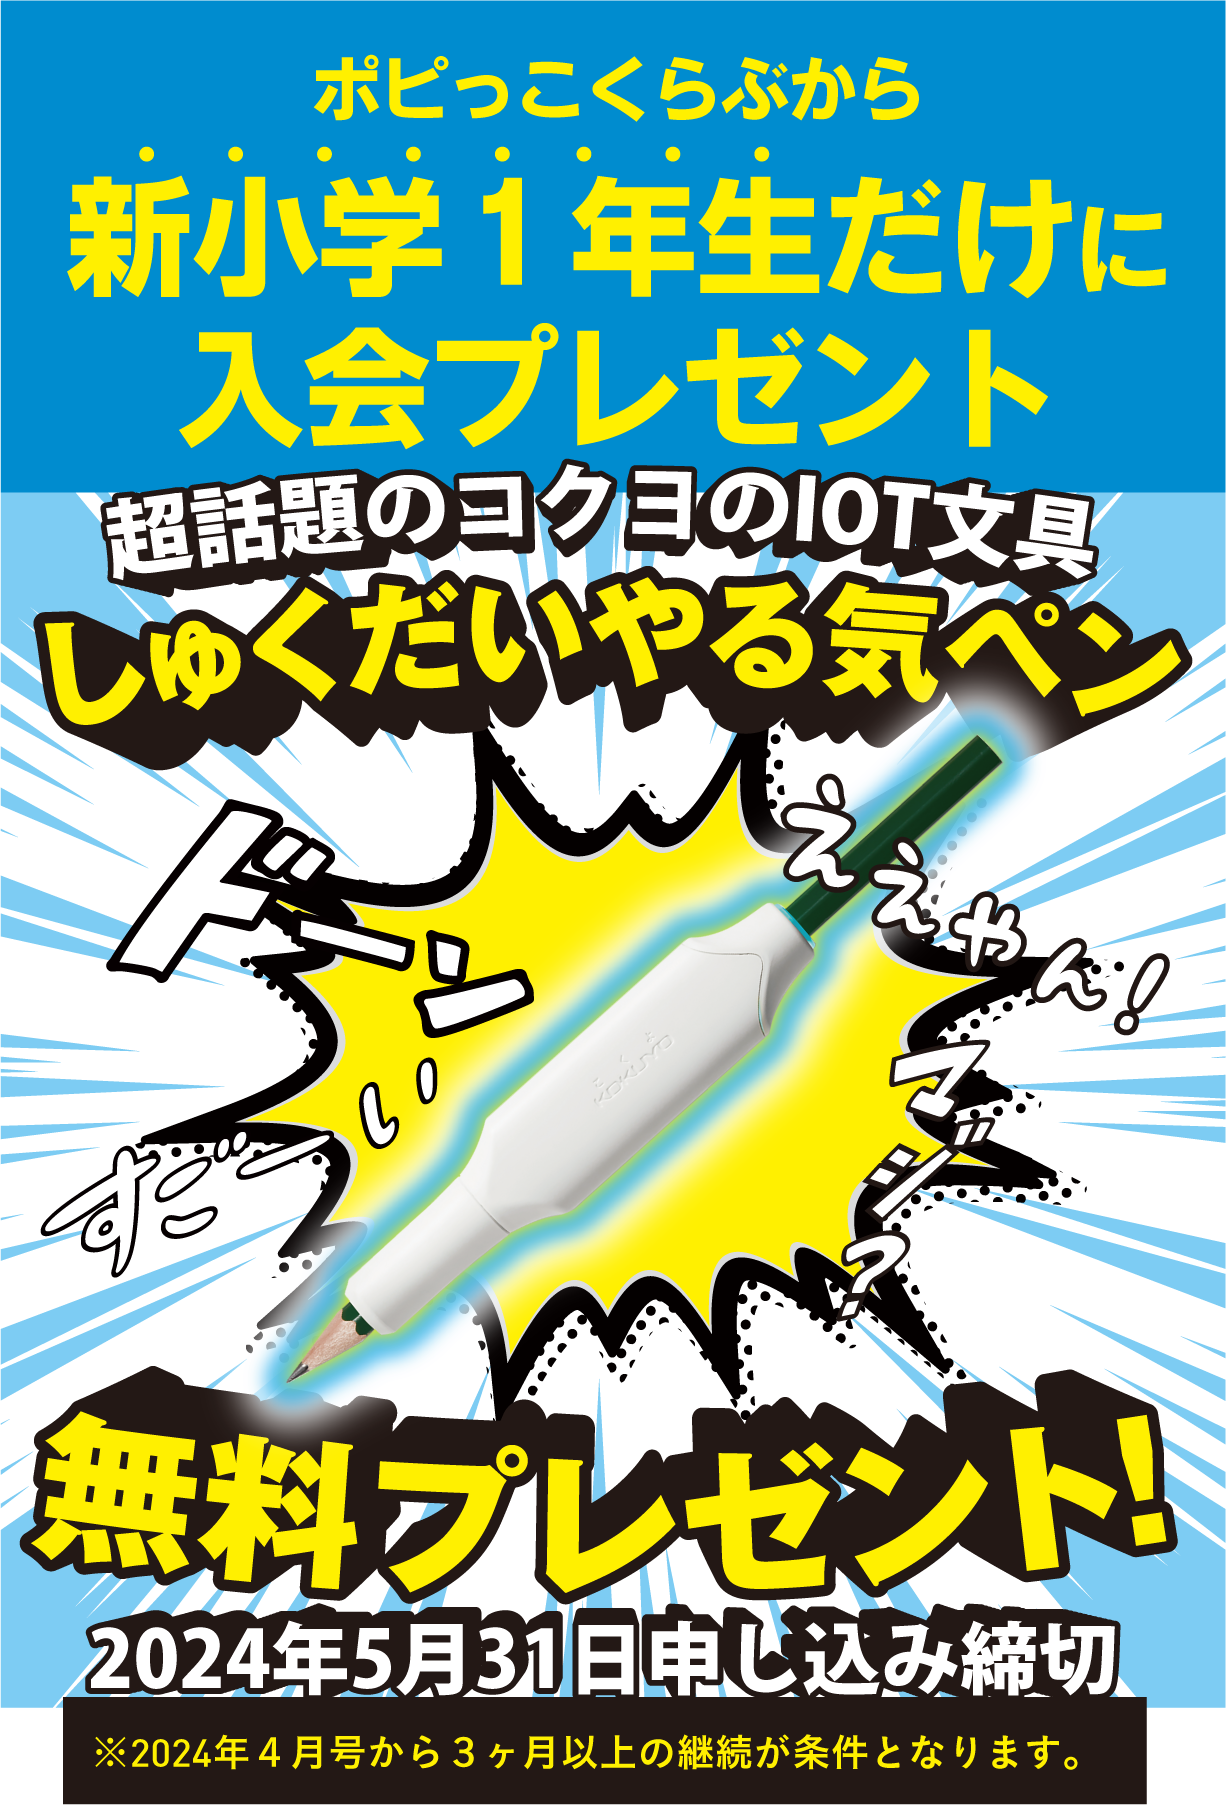 ポピっこくらぶから
新小学１年生だけに
入会プレゼント
超話題のコクヨのIOT文具
しゅくだいやる気ペン
ドーン
ええやん!
KOKUYO
マジ?
すごーい
無料プレゼント!
2024年5月31日申し込み締切
※2024年４月号から３ヶ月以上の継続が条件となります。